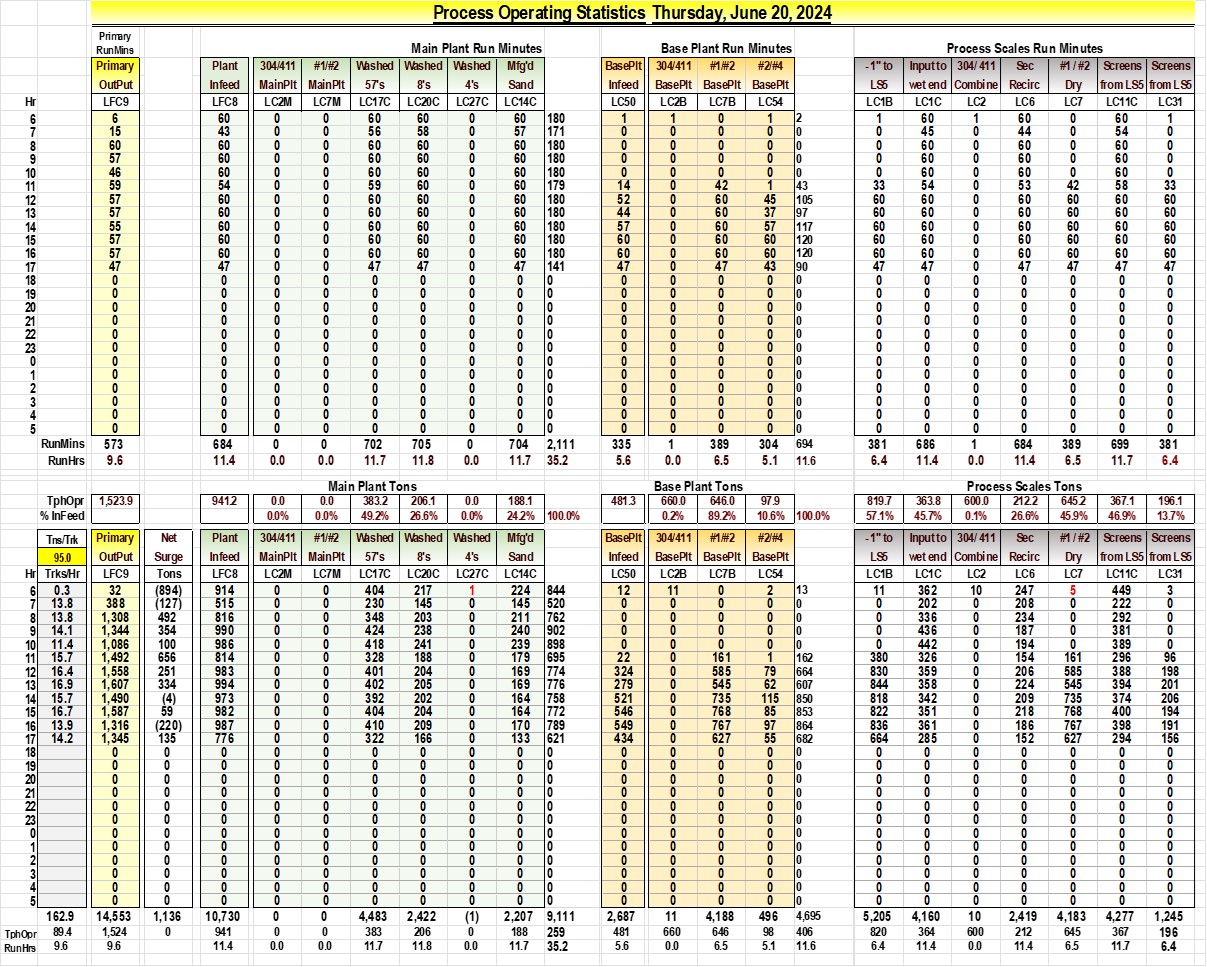 Process Operating Statistics Thursday, June 20, 2024
Primary
RunMins Main Plant Run Minutes Base Plant Run Minutes Process Scales Run Minutes
Primary Plant 304/411 #1/#2 Washed Washed Washed Mfg'd BasePlt 304/411 #1/#2 #2/#4 - 1" to Input to 304/ 411 Sec #1 / #2 Screens Screens
OutPut Infeed MainPlt MainPlt 57's 8's 4's Sand Infeed BasePlt BasePlt BasePlt LS5 wet end Combine Recirc Dry from LS5 from LS5
Hr LFC9 LFC8 LC2M LC7M LC17C LC20C LC27C LC14C LC50 LC2B LC7B LC54 LC1B LC1C LC2 LC6 LC7 LC11C LC31
6 6 60 0 0 60 60 0 60 180 1 1 0 1 2 1 60 1 60 0 60 1
7 15 43 0 0 56 58 0 57 171 0 0 0 0 0 0 45 0 44 0 54 0
8 60 60 0 0 60 60 0 60 180 0 0 0 0 0 0 60 0 60 0 60 0
9 57 60 0 0 60 60 0 60 180 0 0 0 0 0 0 60 0 60 0 60 0
10 46 60 0 0 60 60 0 60 180 0 0 0 0 0 0 60 0 60 0 60 0
11 59 54 0 0 59 60 0 60 179 14 0 42 1 43 33 54 0 53 42 58 33
12 57 60 0 0 60 60 0 60 180 52 0 60 45 105 60 60 0 60 60 60 60
13 57 60 0 0 60 60 0 60 180 44 0 60 37 97 60 60 0 60 60 60 60
14 55 60 0 0 60 60 0 60 180 57 0 60 57 117 60 60 0 60 60 60 60
15 57 60 0 0 60 60 0 60 180 60 0 60 60 120 60 60 0 60 60 60 60
16 57 60 0 0 60 60 0 60 180 60 0 60 60 120 60 60 0 60 60 60 60
17 47 47 0 0 47 47 0 47 141 47 0 47 43 90 47 47 0 47 47 47 47
18 0 0 0 0 0 0 0 0 0 0 0 0 0 0 0 0 0 0 0 0 0
19 0 0 0 0 0 0 0 0 0 0 0 0 0 0 0 0 0 0 0 0 0
20 0 0 0 0 0 0 0 0 0 0 0 0 0 0 0 0 0 0 0 0 0
21 0 0 0 0 0 0 0 0 0 0 0 0 0 0 0 0 0 0 0 0 0
22 0 0 0 0 0 0 0 0 0 0 0 0 0 0 0 0 0 0 0 0 0
23 0 0 0 0 0 0 0 0 0 0 0 0 0 0 0 0 0 0 0 0 0
0 0 0 0 0 0 0 0 0 0 0 0 0 0 0 0 0 0 0 0 0 0
1 0 0 0 0 0 0 0 0 0 0 0 0 0 0 0 0 0 0 0 0 0
2 0 0 0 0 0 0 0 0 0 0 0 0 0 0 0 0 0 0 0 0 0
3 0 0 0 0 0 0 0 0 0 0 0 0 0 0 0 0 0 0 0 0 0
4 0 0 0 0 0 0 0 0 0 0 0 0 0 0 0 0 0 0 0 0 0
5 0 0 0 0 0 0 0 0 0 0 0 0 0 0 0 0 0 0 0 0 0
RunMins 573 684 0 0 702 705 0 704 2,111 335 1 389 304 694 381 686 1 684 389 699 381
RunHrs 9.6 11.4 0.0 0.0 11.7 11.8 0.0 11.7 35.2 5.6 0.0 6.5 5.1 11.6 6.4 11.4 0.0 11.4 6.5 11.7 6.4
Main Plant Tons Base Plant Tons Process Scales Tons
TphOpr 1,523.9 941.2 0.0 0.0 383.2 206.1 0.0 188.1 481.3 660.0 646.0 97.9 819.7 363.8 600.0 212.2 645.2 367.1 196.1
% InFeed 0.0% 0.0% 49.2% 26.6% 0.0% 24.2% 100.0% 0.2% 89.2% 10.6% 100.0% 57.1% 45.7% 0.1% 26.6% 45.9% 46.9% 13.7%
Tns/Trk Primary Net Plant 304/411 #1/#2 Washed Washed Washed Mfg'd BasePlt 304/411 #1/#2 #2/#4 - 1" to Input to 304/ 411 Sec #1 / #2 Screens Screens
95.0 OutPut Surge Infeed MainPlt MainPlt 57's 8's 4's Sand Infeed BasePlt BasePlt BasePlt LS5 wet end Combine Recirc Dry from LS5 from LS5
Hr Trks/Hr LFC9 Tons LFC8 LC2M LC7M LC17C LC20C LC27C LC14C LC50 LC2B LC7B LC54 LC1B LC1C LC2 LC6 LC7 LC11C LC31
6 0.3 32 (894) 914 0 0 404 217 1 224 844 12 11 0 2 13 11 362 10 247 5 449 3
7 13.8 388 (127) 515 0 0 230 145 0 145 520 0 0 0 0 0 0 202 0 208 0 222 0
8 13.8 1,308 492 816 0 0 348 203 0 211 762 0 0 0 0 0 0 336 0 234 0 292 0
9 14.1 1,344 354 990 0 0 424 238 0 240 902 0 0 0 0 0 0 436 0 187 0 381 0
10 11.4 1,086 100 986 0 0 418 241 0 239 898 0 0 0 0 0 0 442 0 194 0 389 0
11 15.7 1,492 656 814 0 0 328 188 0 179 695 22 0 161 1 162 380 326 0 154 161 296 96
12 16.4 1,558 251 983 0 0 401 204 0 169 774 324 0 585 79 664 830 359 0 206 585 388 198
13 16.9 1,607 334 994 0 0 402 205 0 169 776 279 0 545 62 607 844 358 0 224 545 394 201
14 15.7 1,490 (4) 973 0 0 392 202 0 164 758 521 0 735 115 850 818 342 0 209 735 374 206
15 16.7 1,587 59 982 0 0 404 204 0 164 772 546 0 768 85 853 822 351 0 218 768 400 194
16 13.9 1,316 (220) 987 0 0 410 209 0 170 789 549 0 767 97 864 836 361 0 186 767 398 191
17 14.2 1,345 135 776 0 0 322 166 0 133 621 434 0 627 55 682 664 285 0 152 627 294 156
18 0 0 0 0 0 0 0 0 0 0 0 0 0 0 0 0 0 0 0 0 0 0
19 0 0 0 0 0 0 0 0 0 0 0 0 0 0 0 0 0 0 0 0 0 0
20 0 0 0 0 0 0 0 0 0 0 0 0 0 0 0 0 0 0 0 0 0 0
21 0 0 0 0 0 0 0 0 0 0 0 0 0 0 0 0 0 0 0 0 0 0
22 0 0 0 0 0 0 0 0 0 0 0 0 0 0 0 0 0 0 0 0 0 0
23 0 0 0 0 0 0 0 0 0 0 0 0 0 0 0 0 0 0 0 0 0 0
0 0 0 0 0 0 0 0 0 0 0 0 0 0 0 0 0 0 0 0 0 0 0
1 0 0 0 0 0 0 0 0 0 0 0 0 0 0 0 0 0 0 0 0 0 0
2 0 0 0 0 0 0 0 0 0 0 0 0 0 0 0 0 0 0 0 0 0 0
3 0 0 0 0 0 0 0 0 0 0 0 0 0 0 0 0 0 0 0 0 0 0
4 0 0 0 0 0 0 0 0 0 0 0 0 0 0 0 0 0 0 0 0 0 0
5 0 0 0 0 0 0 0 0 0 0 0 0 0 0 0 0 0 0 0 0 0 0
162.9 14,553 1,136 10,730 0 0 4,483 2,422 (1) 2,207 9,111 2,687 11 4,188 496 4,695 5,205 4,160 10 2,419 4,183 4,277 1,245
TphOpr 89.4 1,524 0 941 0 0 383 206 0 188 259 481 660 646 98 406 820 364 600 212 645 367 196
RunHrs 9.6 9.6 11.4 0.0 0.0 11.7 11.8 0.0 11.7 35.2 5.6 0.0 6.5 5.1 11.6 6.4 11.4 0.0 11.4 6.5 11.7 6.4